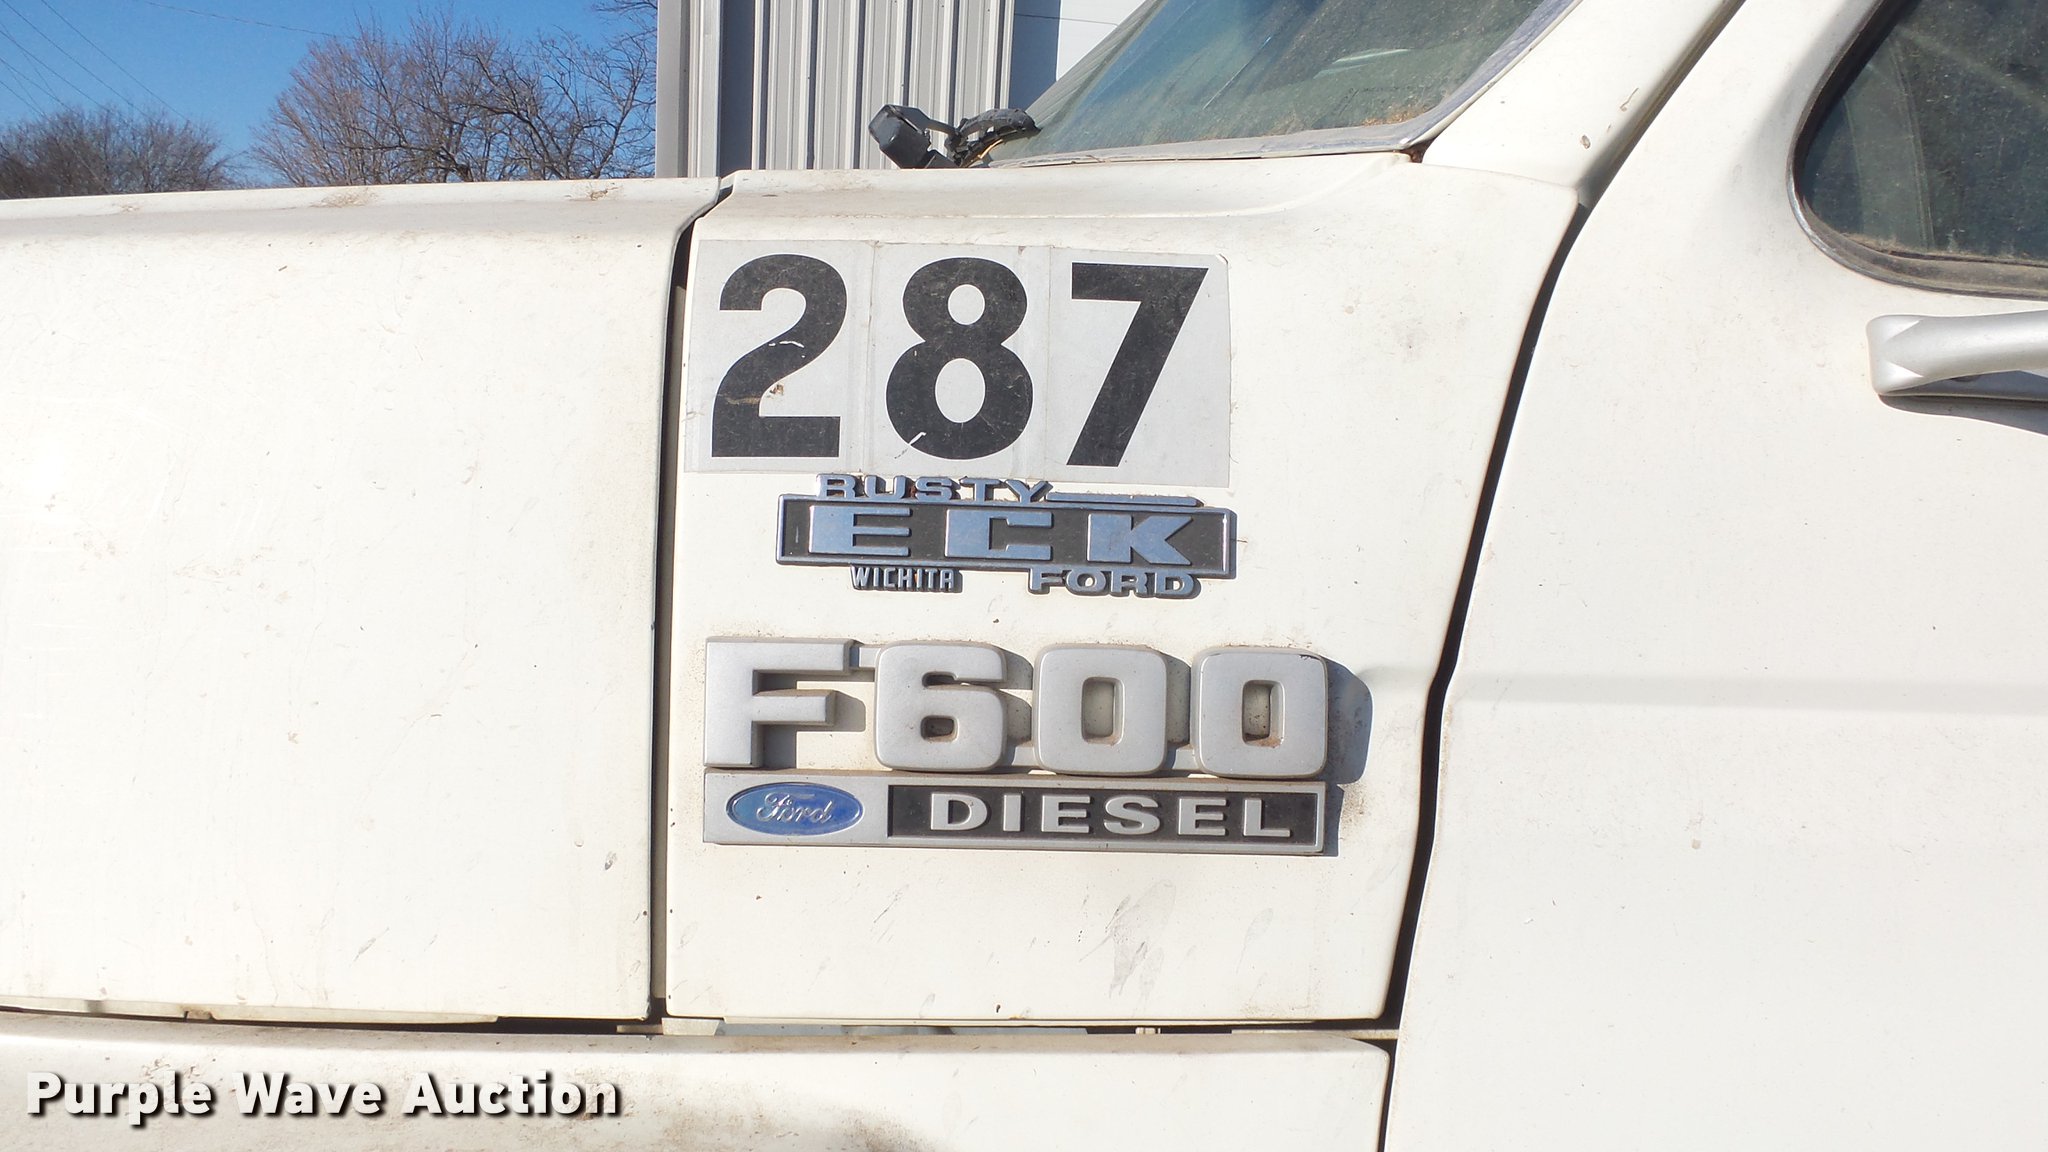 287
RUSTY
ECK
WICHITA FORD
F600
Ford DIESEL
Purple Wave Auction